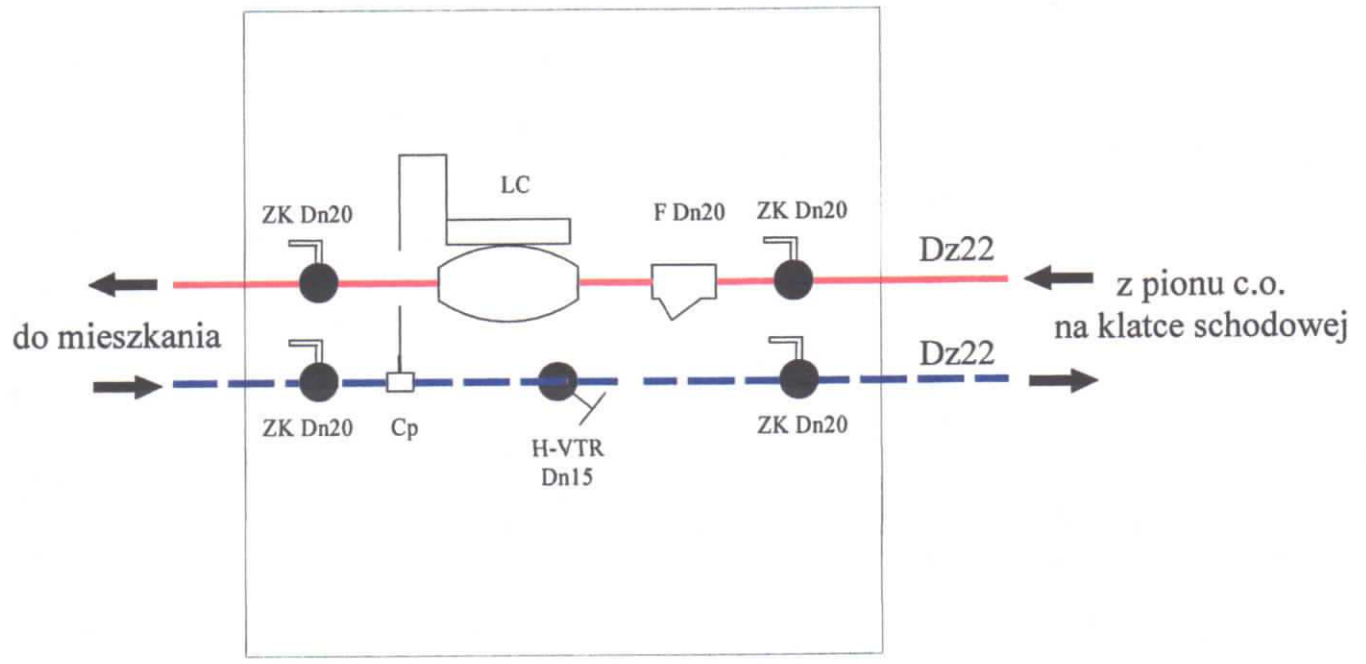 LC
ZK Dn20
F Dn20
ZK Dn20
Dz22
z pionu c.o.
na klatce schodowej
do mieszkania
Dz22
ZK Dn20
Cp
H-VTR
Dn15
ZK Dn20